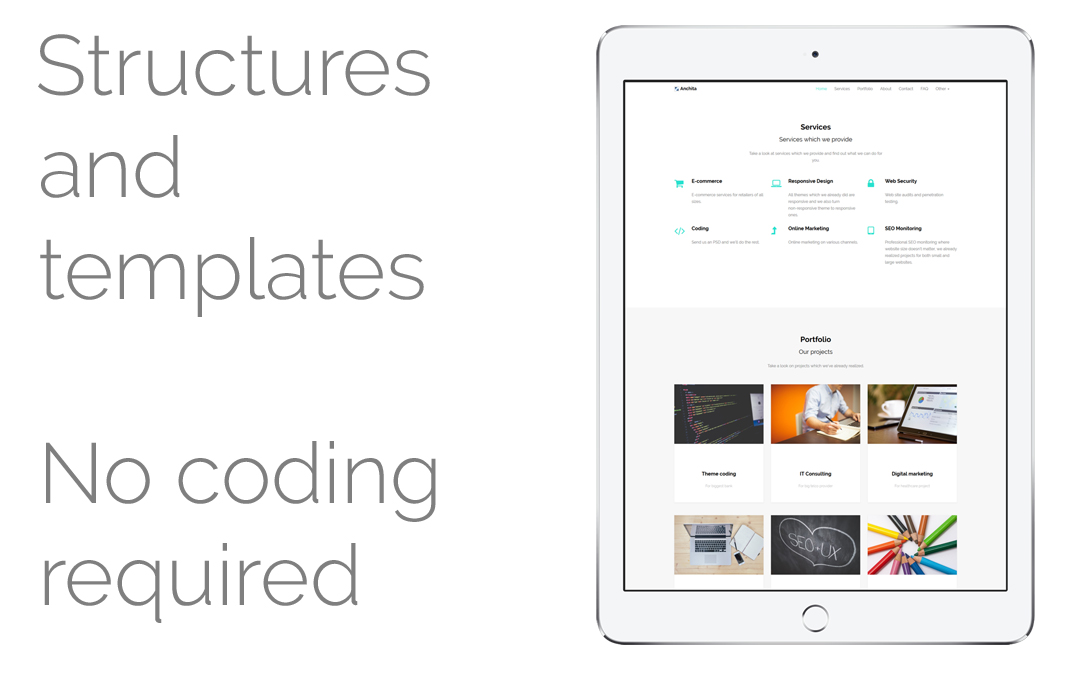 Structures
and
templates
No coding
required
Anchita
Home Services Portfolio About Contact FAQ Other
Services
Services which we provide
Take a look at services which we provide and find out what we can do for
you.
E-commerce
E-commerce services for retailers of all
sizes.
Responsive Design
All themes which we already did are
responsive and we also turn
non-responsive theme to responsive
ones.
Web Security
Web site audits and penetration
testing.
Coding
Send us an PSD and we'll do the rest.
Online Marketing
Online marketing on various channels.
SEO Monitoring
Professional SEO monitoring where
website size doesn't matter, we already
realized projects for both small and
large websites.
Portfolio
Our projects
Take a look on projects which we've already realized.
Theme coding
IT Consulting
Digital marketing
SEO+UX